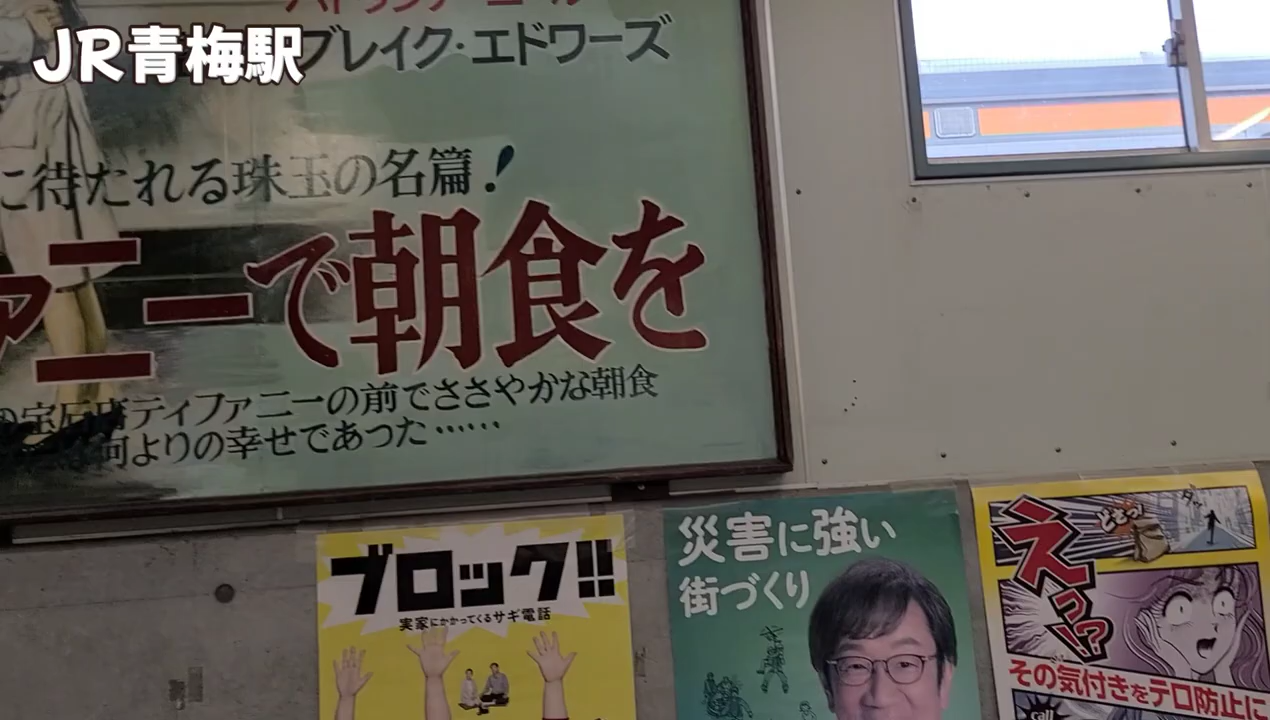 JR青梅駅
ブレイク・エドワーズ
に待たれる珠玉の名篇!
ァニーで朝食を
宝石店ティファニーの前でささやかな朝食
何よりの幸せであった……
ブロック!!
実家にかかってくるサギ電話
災害に強い
街づくり
えっ!?
その気付きをテロ防止に